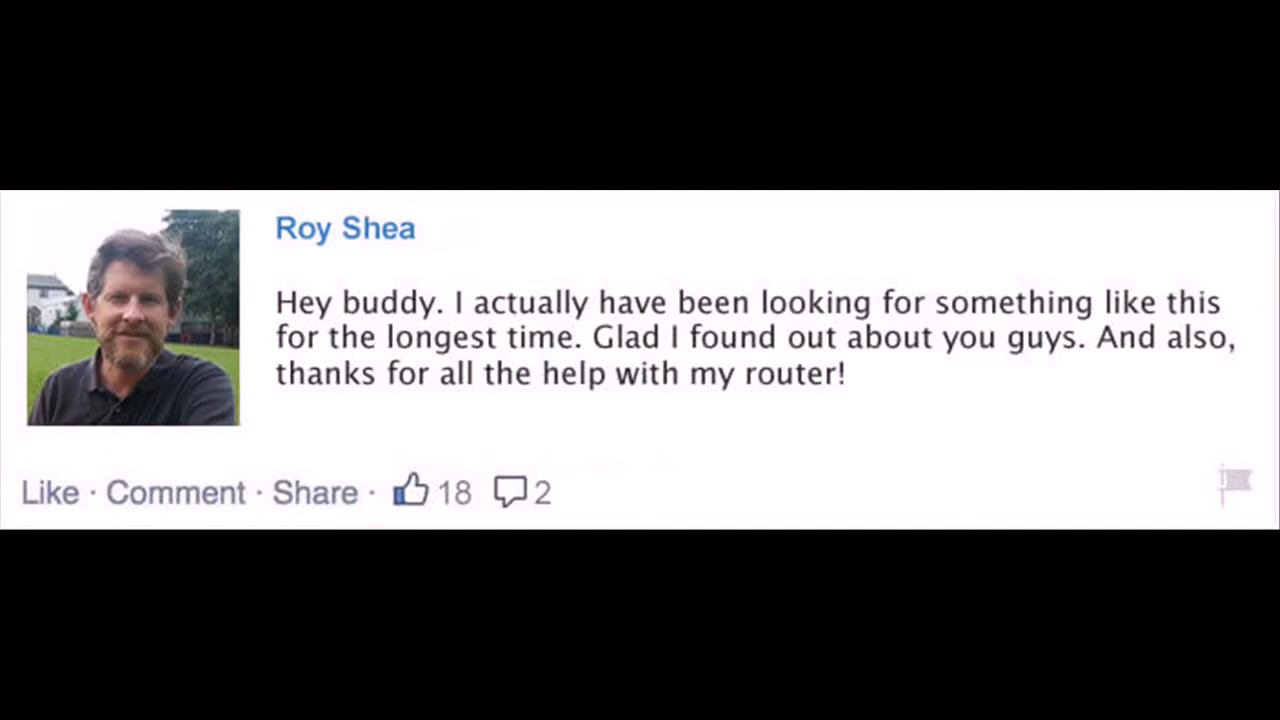 Roy Shea
Hey buddy. I actually have been looking for something like this
for the longest time. Glad I found out about you guys. And also,
thanks for all the help with my router!
Like · Comment · Share · 18 2